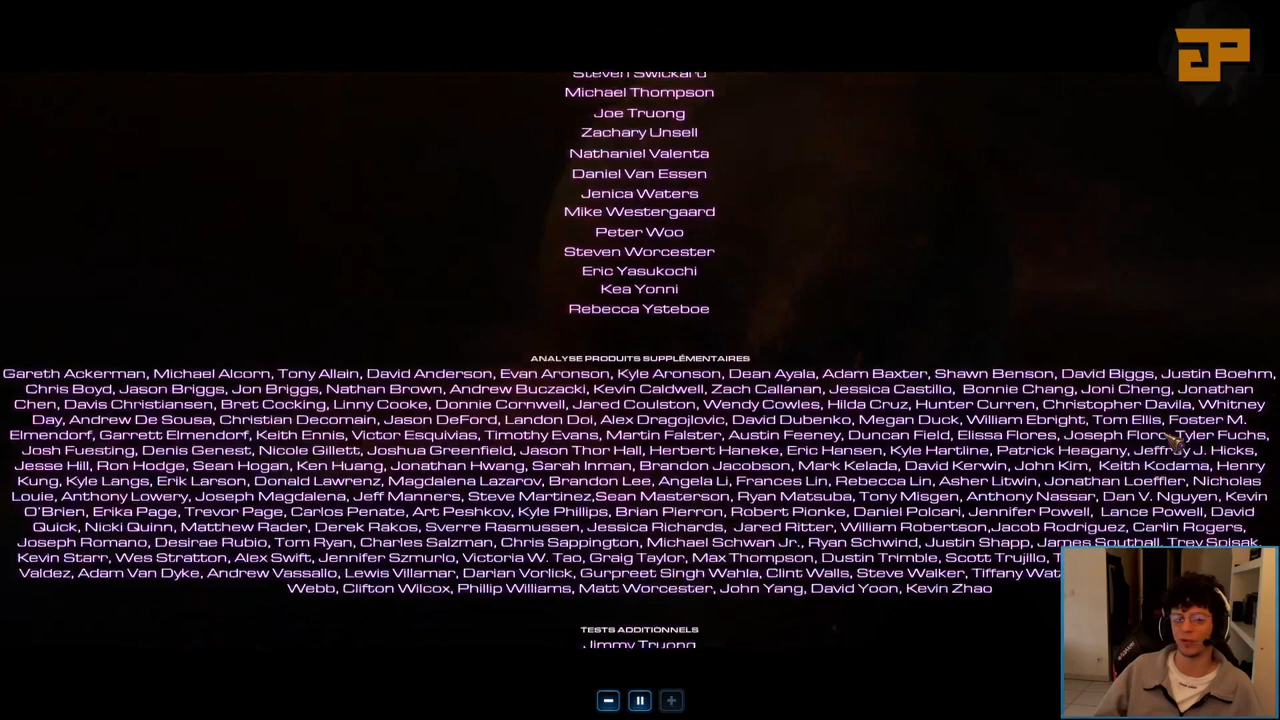 Steven Swickard
Michael Thompson
Joe Truong
Zachary Unsell
Nathaniel Valenta
Daniel Van Essen
Jenica Waters
Mike Westergaard
Peter Woo
Steven Worcester
Eric Yasukochi
Kea Yonni
Rebecca Ysteboe
ANALYSE PRODUITS SUPPLÉMENTAIRES
Gareth Ackerman, Michael Alcorn, Tony Allain, David Anderson, Evan Aronson, Kyle Aronson, Dean Ayala, Adam Baxter, Shawn Benson, David Biggs, Justin Boehm,
Chris Boyd, Jason Briggs, Jon Briggs, Nathan Brown, Andrew Buczacki, Kevin Caldwell, Zach Callanan, Jessica Castillo, Bonnie Chang, Joni Cheng, Jonathan
Chen, Davis Christiansen, Bret Cocking, Linny Cooke, Donnie Cornwell, Jared Coulston, Wendy Cowles, Hilda Cruz, Hunter Curren, Christopher Davila, Whitney
Day, Andrew De Sousa, Christian Decomain, Jason DeFord, Landon Doi, Alex Dragojlovic, David Dubenko, Megan Duck, William Ebright, Tom Ellis, Foster M.
Elmendorf, Garrett Elmendorf, Keith Ennis, Victor Esquivias, Timothy Evans, Martin Falster, Austin Feeney, Duncan Field, Elissa Flores, Joseph Tyler Fuchs,
Josh Fuesting, Denis Genest, Nicole Gillett, Joshua Greenfield, Jason Thor Hall, Herbert Haneke, Eric Hansen, Kyle Hartline, Patrick Heagany, Jeffrey J. Hicks,
Jesse Hill, Ron Hodge, Sean Hogan, Ken Huang, Jonathan Hwang, Sarah Inman, Brandon Jacobson, Mark Kelada, David Kerwin, John Kim, Keith Kodama, Henry
Kung, Kyle Langs, Erik Larson, Donald Lawrenz, Magdalena Lazarov, Brandon Lee, Angela Li, Frances Lin, Rebecca Lin, Asher Litwin, Jonathan Loeffler, Nicholas
Louie, Anthony Lowery, Joseph Magdalena, Jeff Manners, Steve Martinez,Sean Masterson, Ryan Matsuba, Tony Misgen, Anthony Nassar, Dan V. Nguyen, Kevin
O'Brien, Erika Page, Trevor Page, Carlos Penate, Art Peshkov, Kyle Phillips, Brian Pierron, Robert Pionke, Daniel Polcari, Jennifer Powell, Lance Powell, David
Quick, Nicki Quinn, Matthew Rader, Derek Rakos, Sverre Rasmussen, Jessica Richards, Jared Ritter, William Robertson,Jacob Rodriguez, Carlin Rogers,
Joseph Romano, Desirae Rubio, Tom Ryan, Charles Salzman, Chris Sappington, Michael Schwan Jr., Ryan Schwind, Justin Shapp, James Southall, Trey Spisak,
Kevin Starr, Wes Stratton, Alex Swift, Jennifer Szmurlo, Victoria W. Tao, Graig Taylor, Max Thompson, Dustin Trimble, Scott Trujillo,
Valdez, Adam Van Dyke, Andrew Vassallo, Lewis Villamar, Darian Vorlick, Gurpreet Singh Wahla, Clint Walls, Steve Walker, Tiffany
Webb, Clifton Wilcox, Phillip Williams, Matt Worcester, John Yang, David Yoon, Kevin Zhao
TESTS ADDITIONNELS
Jimmy Truong